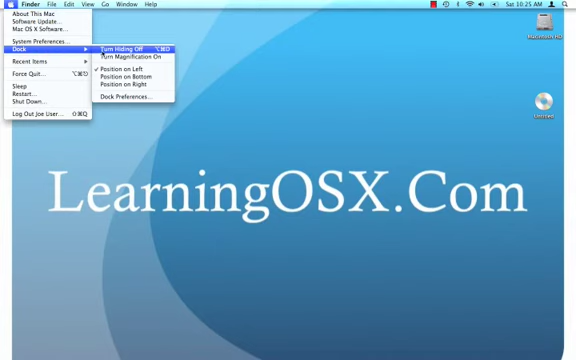 Finder File Edit View Go Window Help Sat 10:25 AM
About This Mac
Software Update...
Mac OS X Software...
System Preferences...
Dock
Turn Hiding Off ⌥⌘D
Turn Magnification On
Recent Items
✓ Position on Left
Force Quit... ⌥⌘⎋
Position on Bottom
Position on Right
Sleep
Restart...
Dock Preferences...
Shut Down...
Log Out Joe User... ⇧⌘Q
Macintosh HD
Untitled
LearningOSX.Com